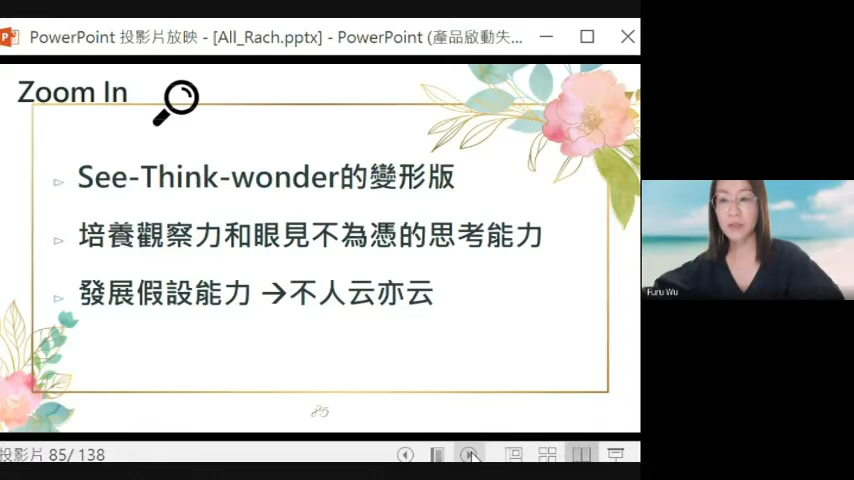 PowerPoint 投影片放映 - [All_Rach.pptx] - PowerPoint (產品啟動失...
Zoom In
See-Think-wonder的變形版
培養觀察力和眼見不為憑的思考能力
發展假設能力 →不人云亦云
85
Furu Wu
投影片 85/ 138